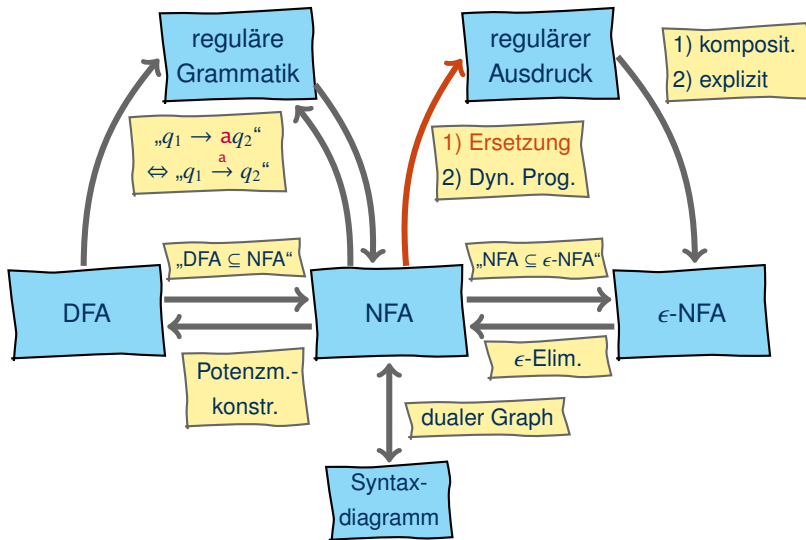 reguläre
Grammatik
regulärer
Ausdruck
1) komposit.
2) explizit
„q₁ → aq₂“
⇔ „q₁ →ᵃ q₂“
1) Ersetzung
2) Dyn. Prog.
„DFA ⊆ NFA“
„NFA ⊆ ϵ-NFA“
DFA
NFA
ϵ-NFA
Potenzm.-
konstr.
ϵ-Elim.
dualer Graph
Syntax-
diagramm